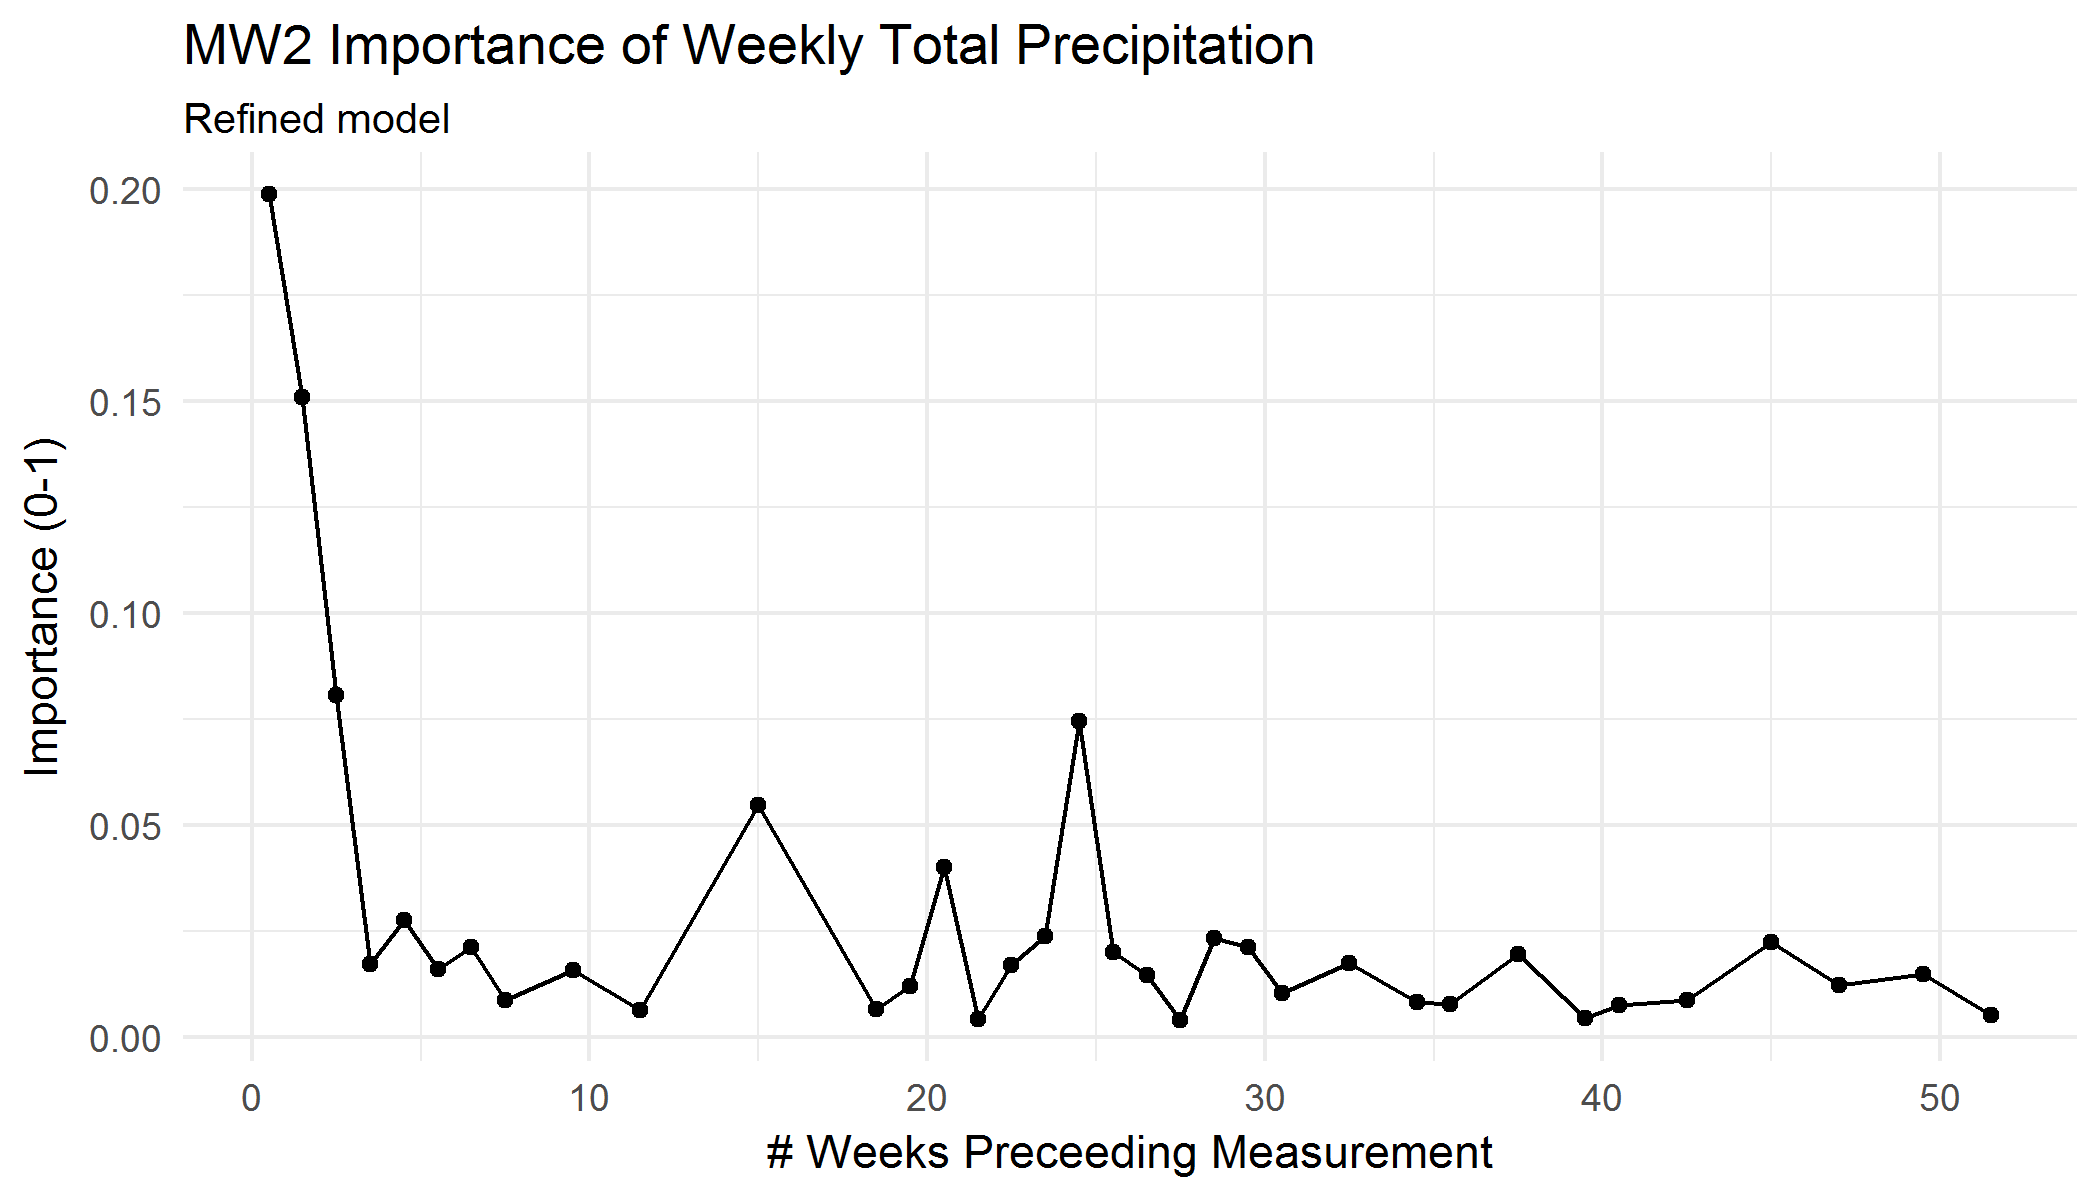 MW2 Importance of Weekly Total Precipitation
Refined model
Importance (0-1)
0.20
0.15
0.10
0.05
0.00
0 10 20 30 40 50
# Weeks Preceeding Measurement